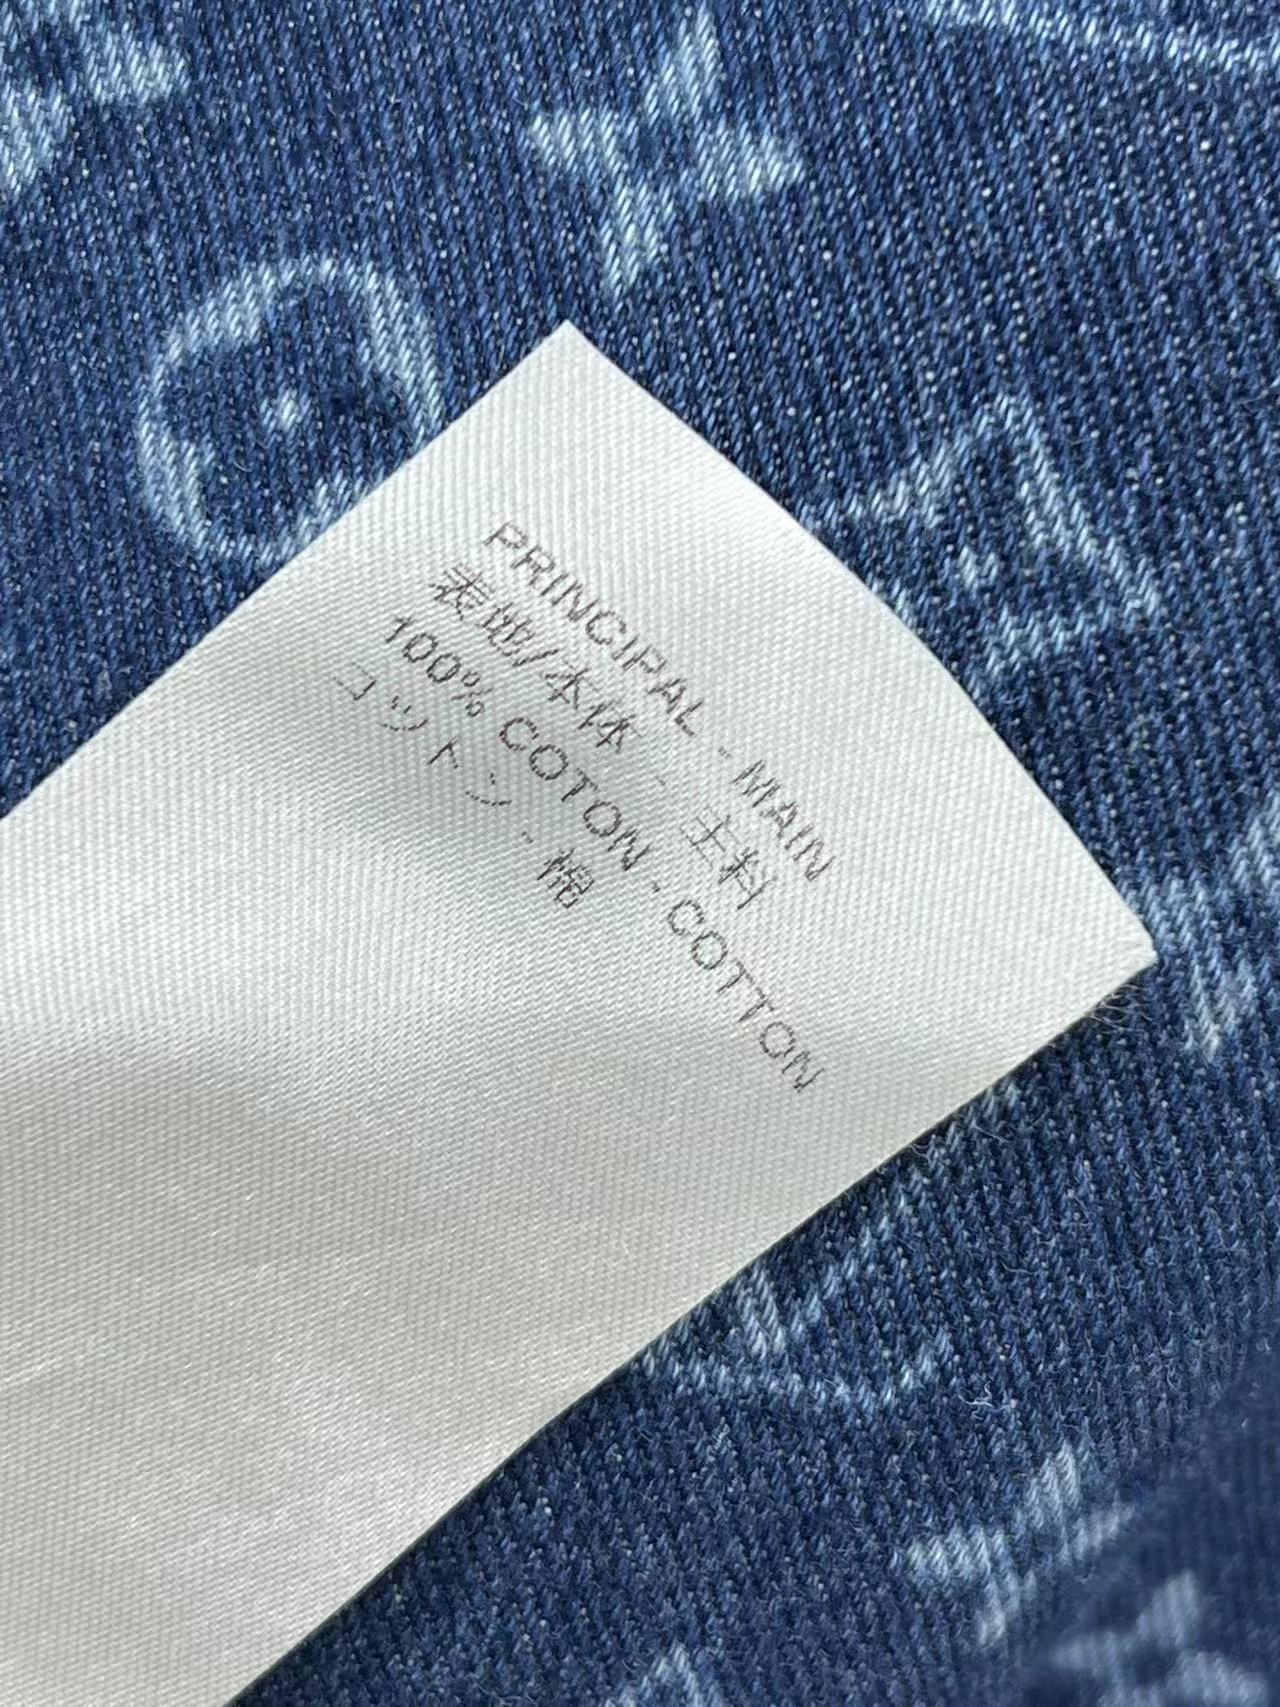 PRINCIPAL - MAIN
表地/本体 - 主料
100% COTON - COTTON
コットン - 棉